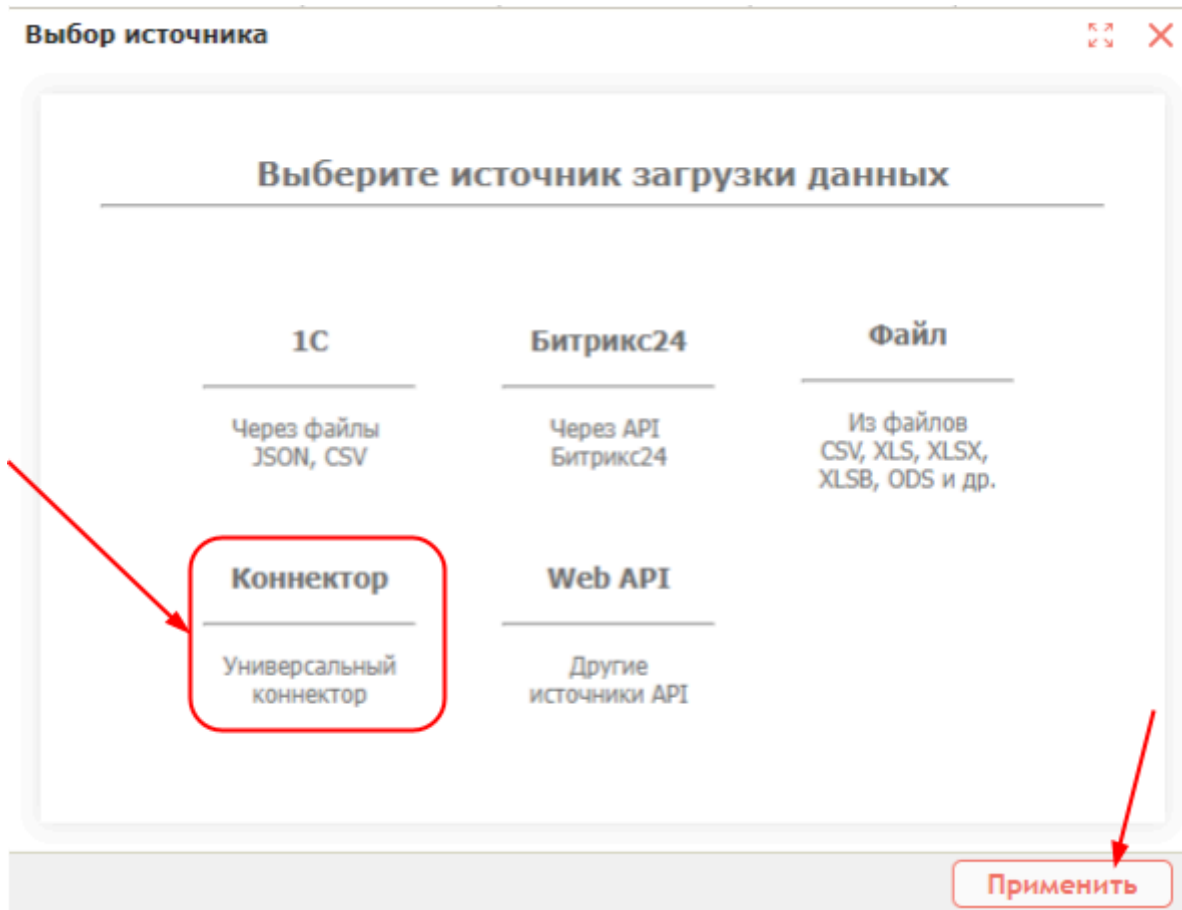 Выбор источника
Выберите источник загрузки данных
1С
Через файлы
JSON, CSV
Битрикс24
Через API
Битрикс24
Файл
Из файлов
CSV, XLS, XLSX,
XLSB, ODS и др.
Коннектор
Универсальный
коннектор
Web API
Другие
источники API
Применить